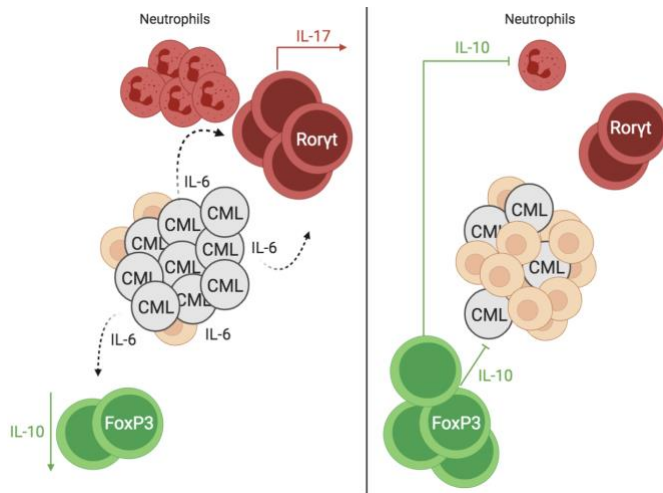 Neutrophils
IL-17
Rorγt
IL-6
CML
CML
CML
CML
IL-6
CML
CML
CML
CML
CML
IL-6
IL-6
IL-10
FoxP3
Neutrophils
IL-10
Rorγt
CML
CML
CML
CML
IL-10
FoxP3